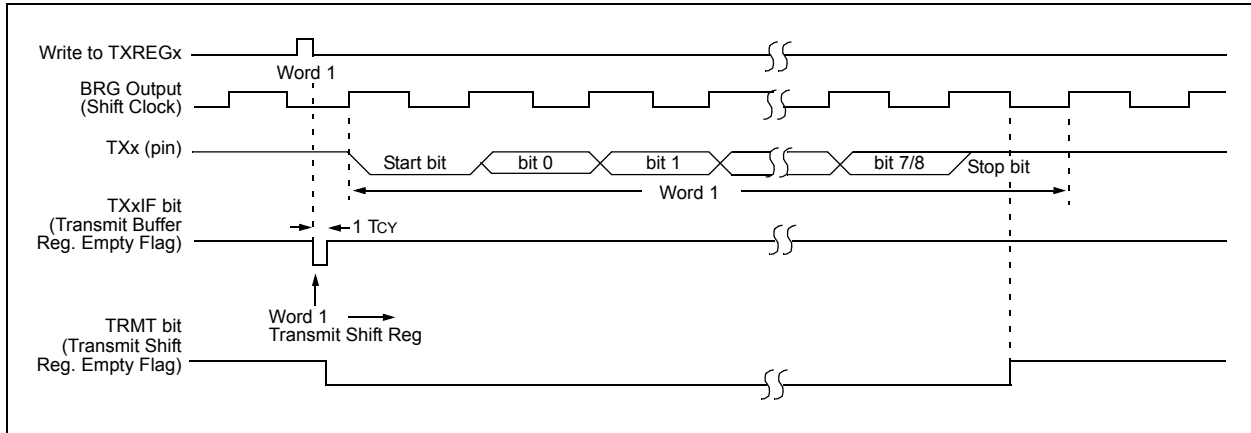 Write to TXREGx
Word 1
BRG Output
(Shift Clock)
TXx (pin)
Start bit
bit 0
bit 1
bit 7/8
Stop bit
Word 1
TXxIF bit
(Transmit Buffer
Reg. Empty Flag)
1 TCY
Word 1
Transmit Shift Reg
TRMT bit
(Transmit Shift
Reg. Empty Flag)